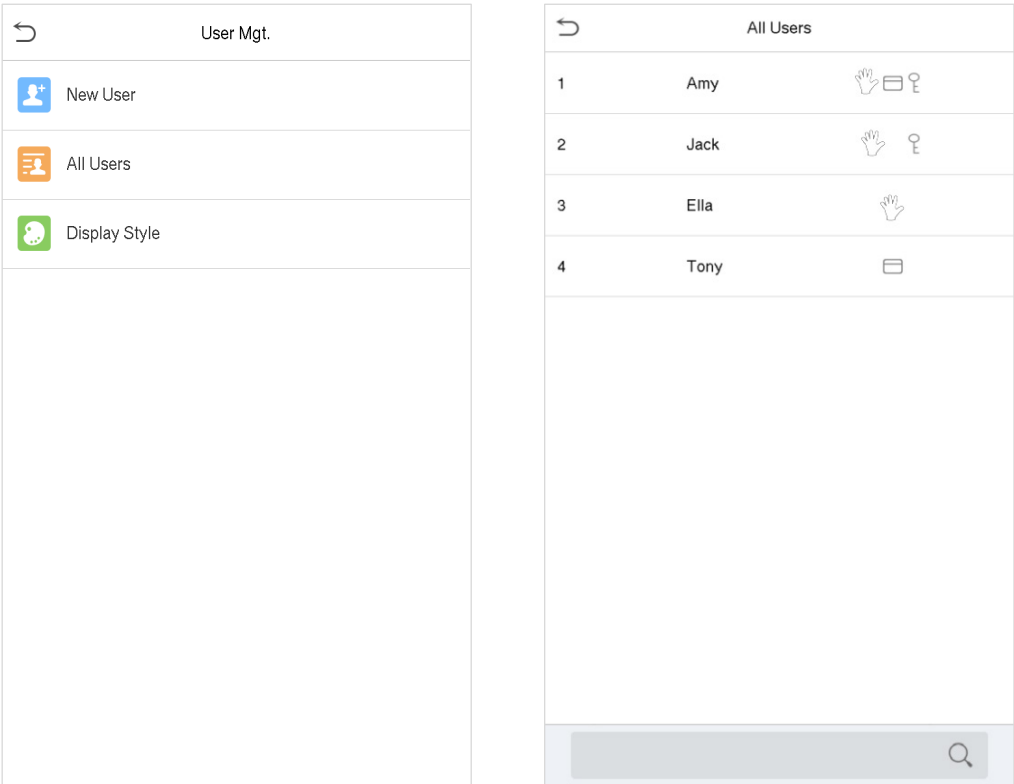 User Mgt.
New User
All Users
Display Style
All Users
1 Amy
2 Jack
3 Ella
4 Tony